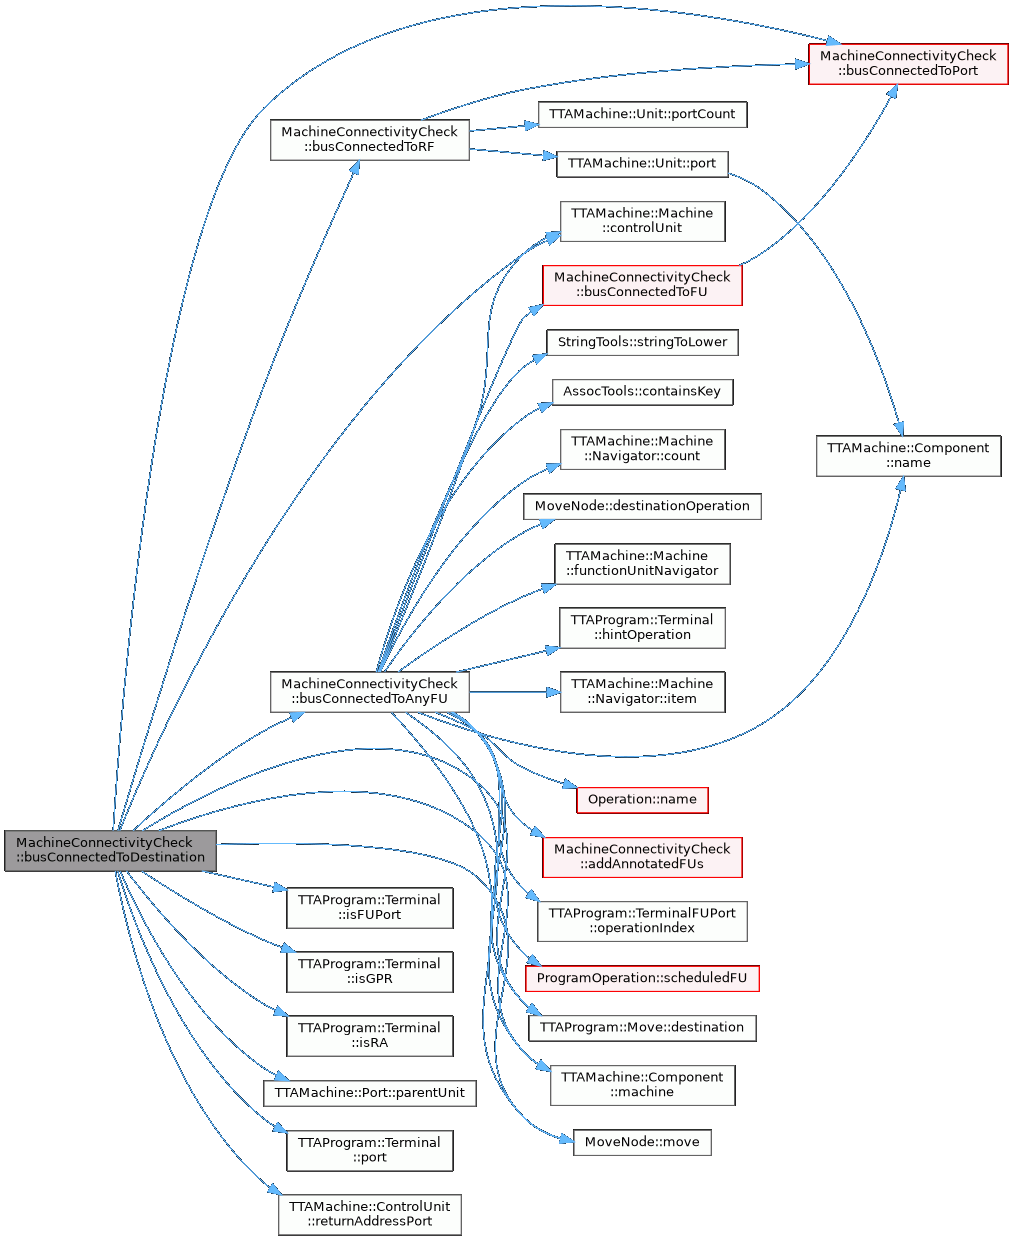 MachineConnectivityCheck
::busConnectedToPort
TTAMachine::Unit::portCount
MachineConnectivityCheck
::busConnectedToRF
TTAMachine::Unit::port
TTAMachine::Machine
::controlUnit
MachineConnectivityCheck
::busConnectedToFU
StringTools::stringToLower
AssocTools::containsKey
TTAMachine::Machine
::Navigator::count
TTAMachine::Component
::name
MoveNode::destinationOperation
TTAMachine::Machine
::functionUnitNavigator
TTAProgram::Terminal
::hintOperation
MachineConnectivityCheck
::busConnectedToAnyFU
TTAMachine::Machine
::Navigator::item
Operation::name
MachineConnectivityCheck
::busConnectedToDestination
MachineConnectivityCheck
::addAnnotatedFUs
TTAProgram::Terminal
::isFUPort
TTAProgram::TerminalFUPort
::operationIndex
TTAProgram::Terminal
::isGPR
ProgramOperation::scheduledFU
TTAProgram::Terminal
::isRA
TTAProgram::Move::destination
TTAMachine::Port::parentUnit
TTAMachine::Component
::machine
TTAProgram::Terminal
::port
MoveNode::move
TTAMachine::ControlUnit
::returnAddressPort